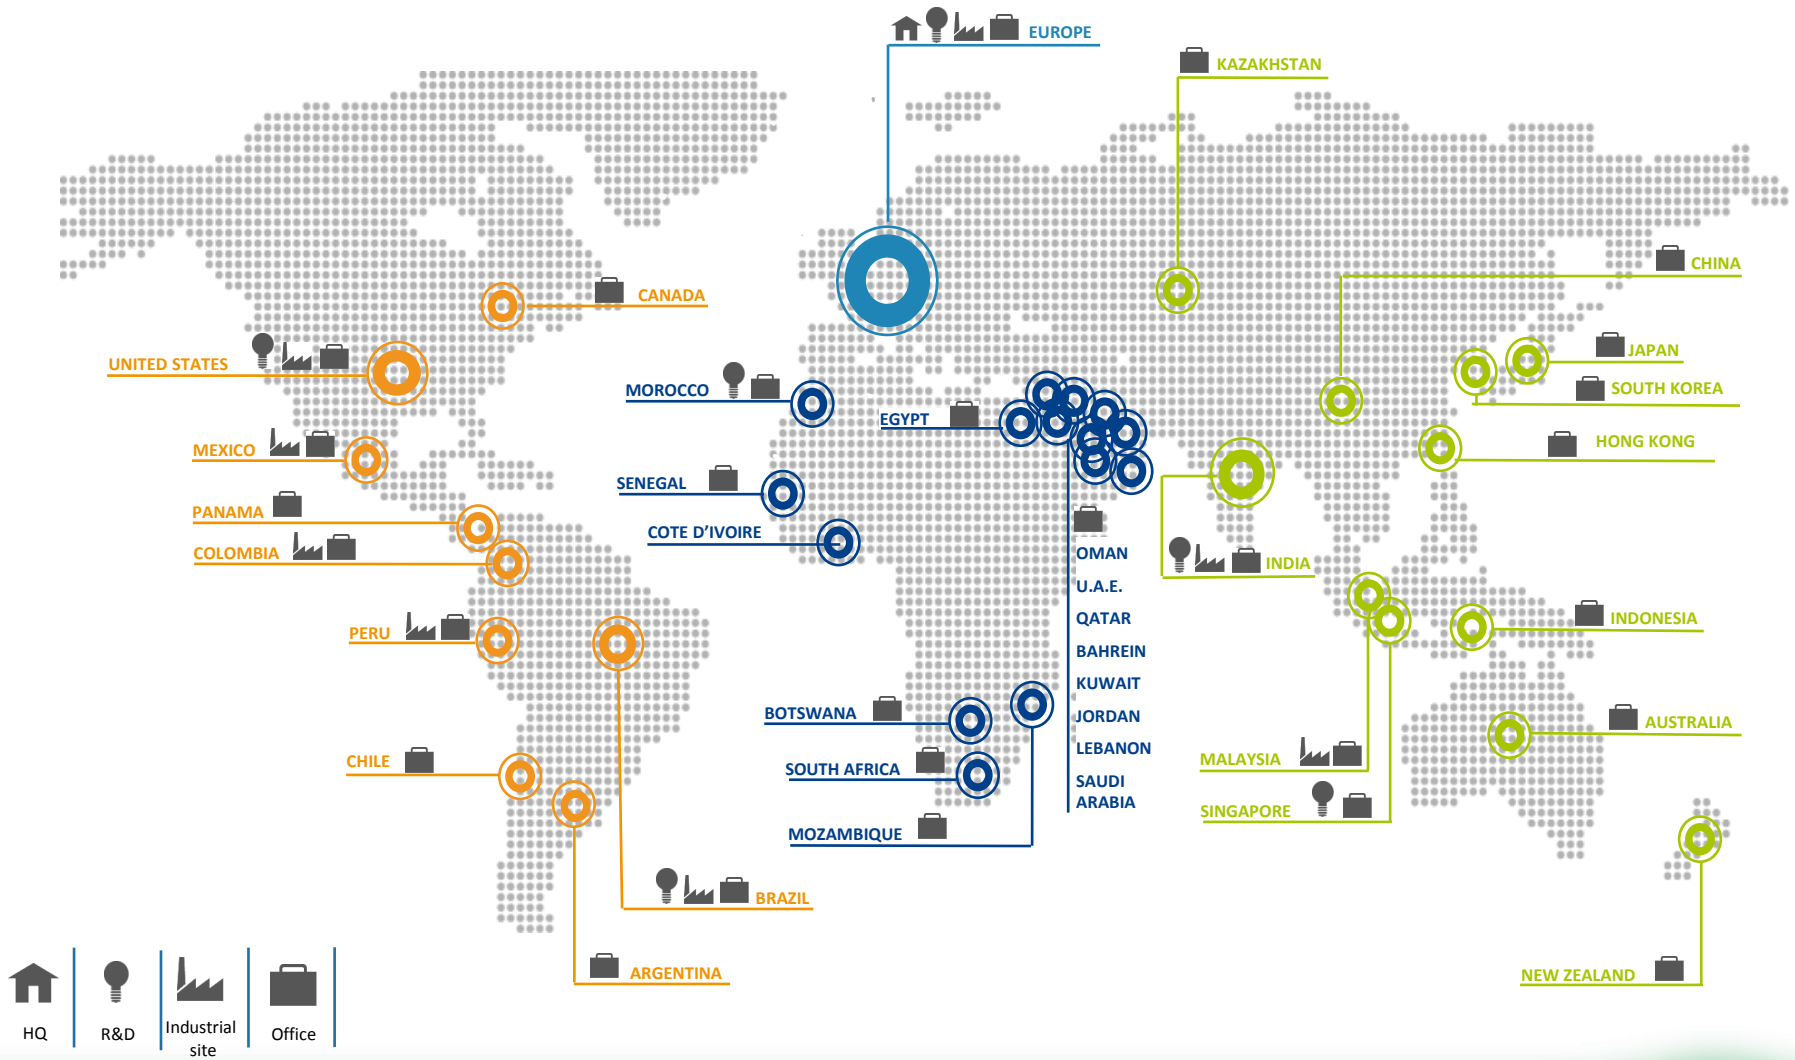 EUROPE
KAZAKHSTAN
CHINA
CANADA
JAPAN
UNITED STATES
SOUTH KOREA
MOROCCO
EGYPT
HONG KONG
MEXICO
SENEGAL
PANAMA
COTE D'IVOIRE
COLOMBIA
OMAN
INDIA
U.A.E.
QATAR
INDONESIA
PERU
BAHREIN
KUWAIT
BOTSWANA
JORDAN
AUSTRALIA
LEBANON
MALAYSIA
CHILE
SOUTH AFRICA
SAUDI
ARABIA
SINGAPORE
MOZAMBIQUE
BRAZIL
ARGENTINA
NEW ZEALAND
HQ
R&D
Industrial
site
Office